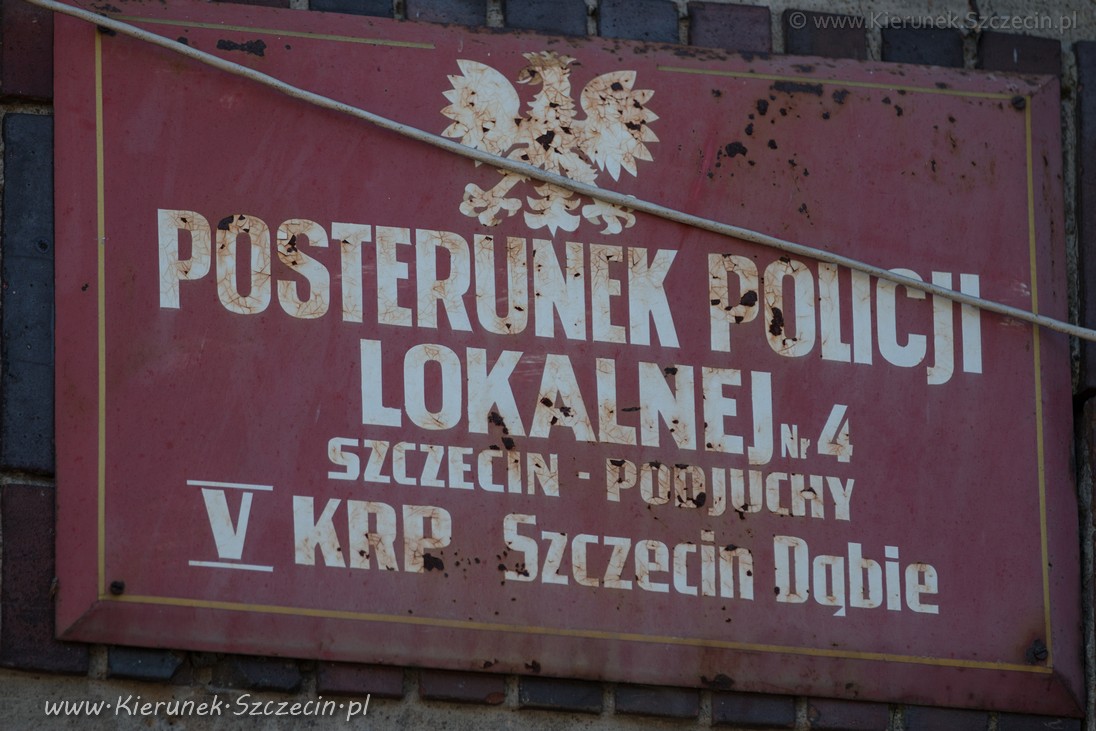 © www.Kierunek.Szczecin.pl
POSTERUNEK POLICJI
LOKALNEJ Nr 4
SZCZECIN - PODJUCHY
V KRP Szczecin Dąbie
www.Kierunek.Szczecin.pl